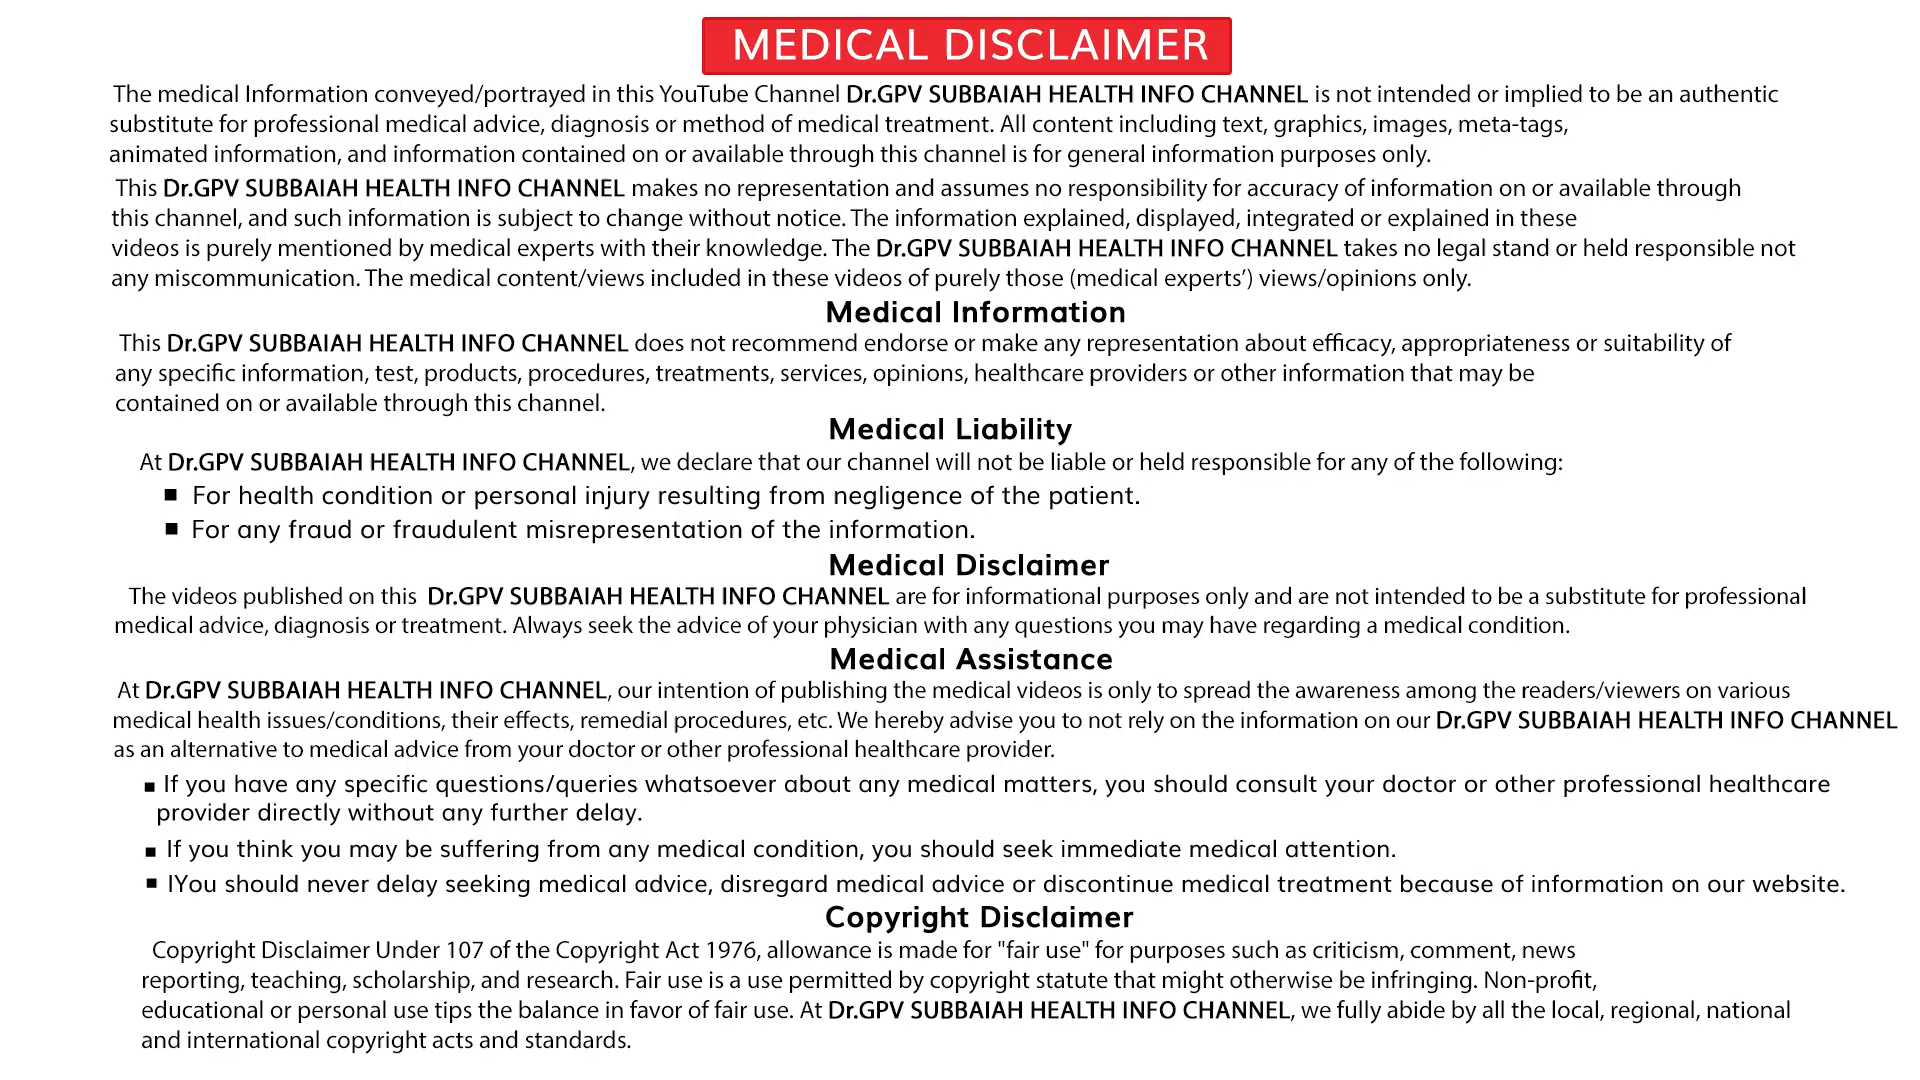 MEDICAL DISCLAIMER
The medical Information conveyed/portrayed in this YouTube Channel Dr.GPV SUBBAIAH HEALTH INFO CHANNEL is not intended or implied to be an authentic
substitute for professional medical advice, diagnosis or method of medical treatment. All content including text, graphics, images, meta-tags,
animated information, and information contained on or available through this channel is for general information purposes only.
This Dr.GPV SUBBAIAH HEALTH INFO CHANNEL makes no representation and assumes no responsibility for accuracy of information on or available through
this channel, and such information is subject to change without notice. The information explained, displayed, integrated or explained in these
videos is purely mentioned by medical experts with their knowledge. The Dr.GPV SUBBAIAH HEALTH INFO CHANNEL takes no legal stand or held responsible not
any miscommunication. The medical content/views included in these videos of purely those (medical experts’) views/opinions only.
Medical Information
This Dr.GPV SUBBAIAH HEALTH INFO CHANNEL does not recommend endorse or make any representation about efficacy, appropriateness or suitability of
any specific information, test, products, procedures, treatments, services, opinions, healthcare providers or other information that may be
contained on or available through this channel.
Medical Liability
At Dr.GPV SUBBAIAH HEALTH INFO CHANNEL, we declare that our channel will not be liable or held responsible for any of the following:
▪ For health condition or personal injury resulting from negligence of the patient.
▪ For any fraud or fraudulent misrepresentation of the information.
Medical Disclaimer
The videos published on this Dr.GPV SUBBAIAH HEALTH INFO CHANNEL are for informational purposes only and are not intended to be a substitute for professional
medical advice, diagnosis or treatment. Always seek the advice of your physician with any questions you may have regarding a medical condition.
Medical Assistance
At Dr.GPV SUBBAIAH HEALTH INFO CHANNEL, our intention of publishing the medical videos is only to spread the awareness among the readers/viewers on various
medical health issues/conditions, their effects, remedial procedures, etc. We hereby advise you to not rely on the information on our Dr.GPV SUBBAIAH HEALTH INFO CHANNEL
as an alternative to medical advice from your doctor or other professional healthcare provider.
▪ If you have any specific questions/queries whatsoever about any medical matters, you should consult your doctor or other professional healthcare
provider directly without any further delay.
▪ If you think you may be suffering from any medical condition, you should seek immediate medical attention.
▪ IYou should never delay seeking medical advice, disregard medical advice or discontinue medical treatment because of information on our website.
Copyright Disclaimer
Copyright Disclaimer Under 107 of the Copyright Act 1976, allowance is made for "fair use" for purposes such as criticism, comment, news
reporting, teaching, scholarship, and research. Fair use is a use permitted by copyright statute that might otherwise be infringing. Non-profit,
educational or personal use tips the balance in favor of fair use. At Dr.GPV SUBBAIAH HEALTH INFO CHANNEL, we fully abide by all the local, regional, national
and international copyright acts and standards.